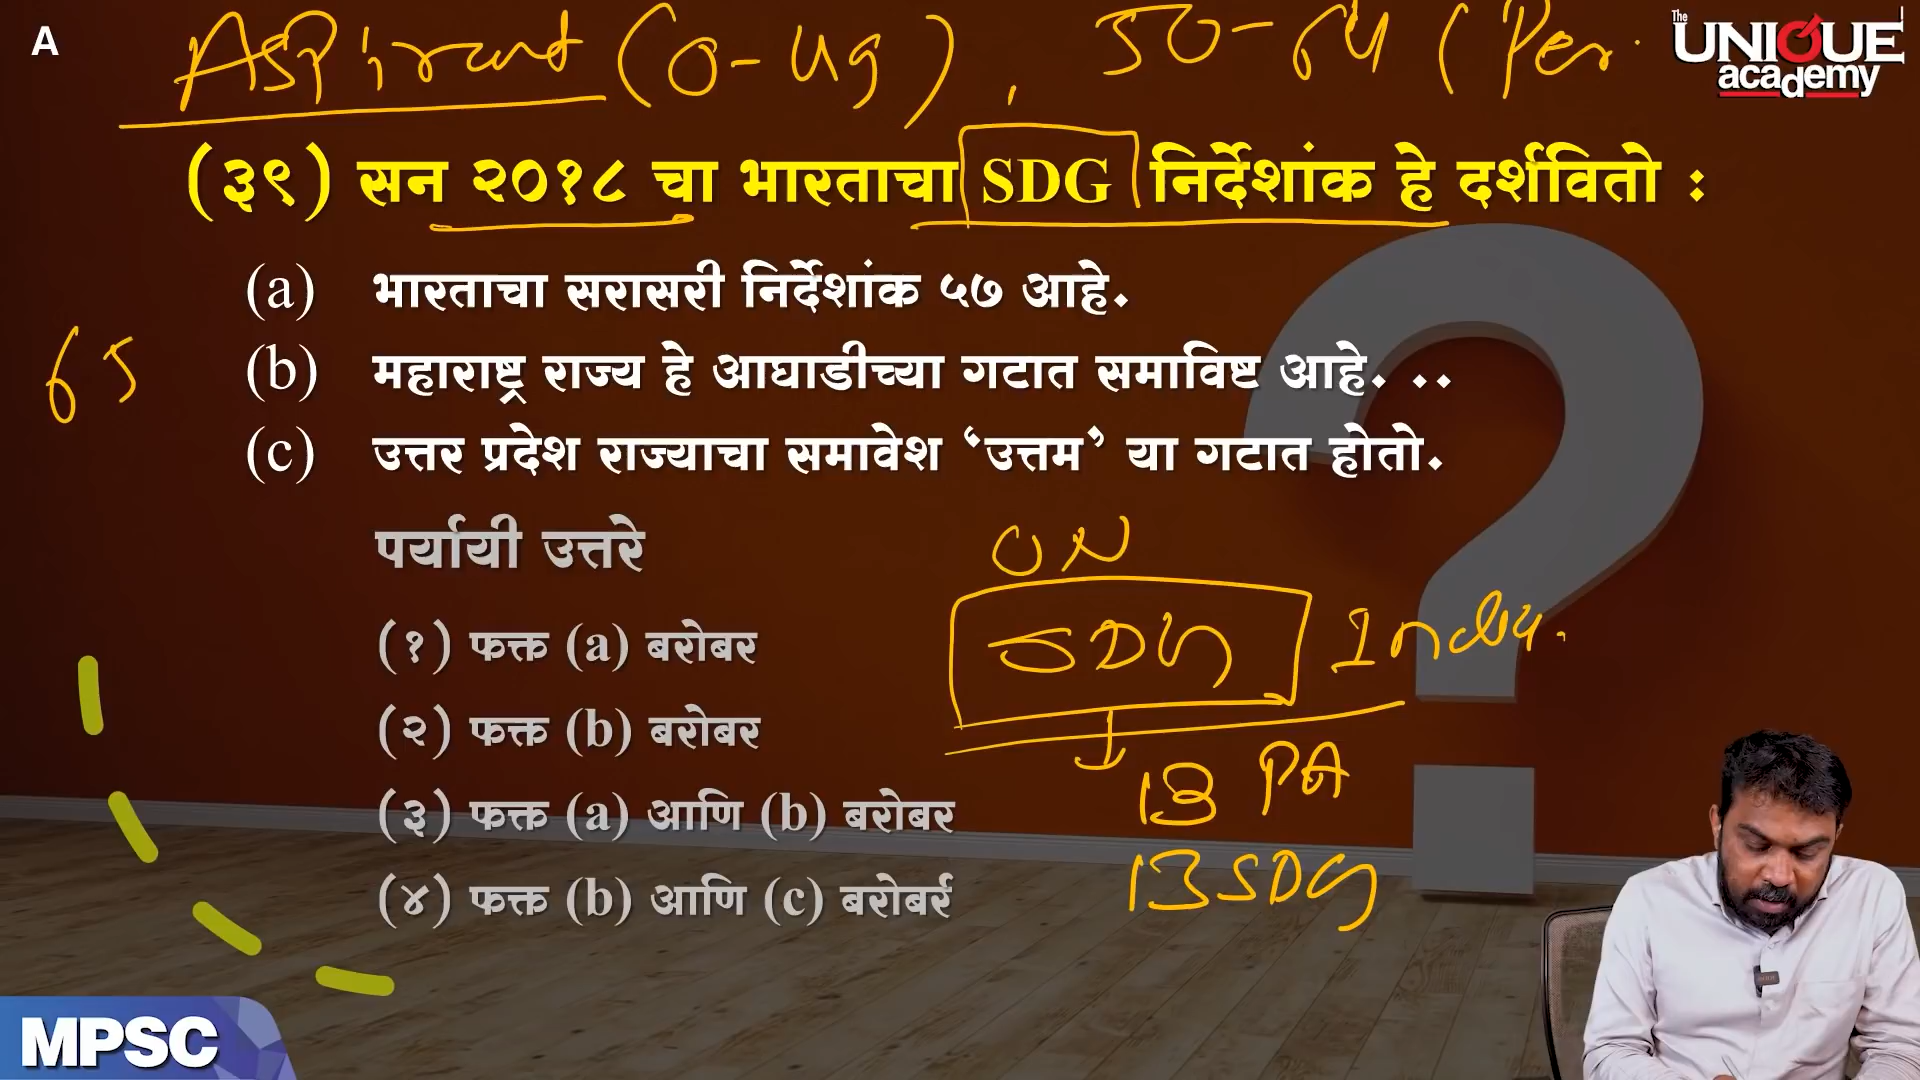 A
Aspirant (0-49), 50-64 (Per.
The UNIQUE academy
(३९) सन २०१८ चा भारताचा SDG निर्देशांक हे दर्शवितो :
(a) भारताचा सरासरी निर्देशांक ५७ आहे.
(b) महाराष्ट्र राज्य हे आघाडीच्या गटात समाविष्ट आहे. ..
65
(c) उत्तर प्रदेश राज्याचा समावेश ‘उत्तम’ या गटात होतो.
पर्यायी उत्तरे
UN
(१) फक्त (a) बरोबर
SDG Index.
(२) फक्त (b) बरोबर
13 PA
(३) फक्त (a) आणि (b) बरोबर
13 SDG
(४) फक्त (b) आणि (c) बरोबर
MPSC